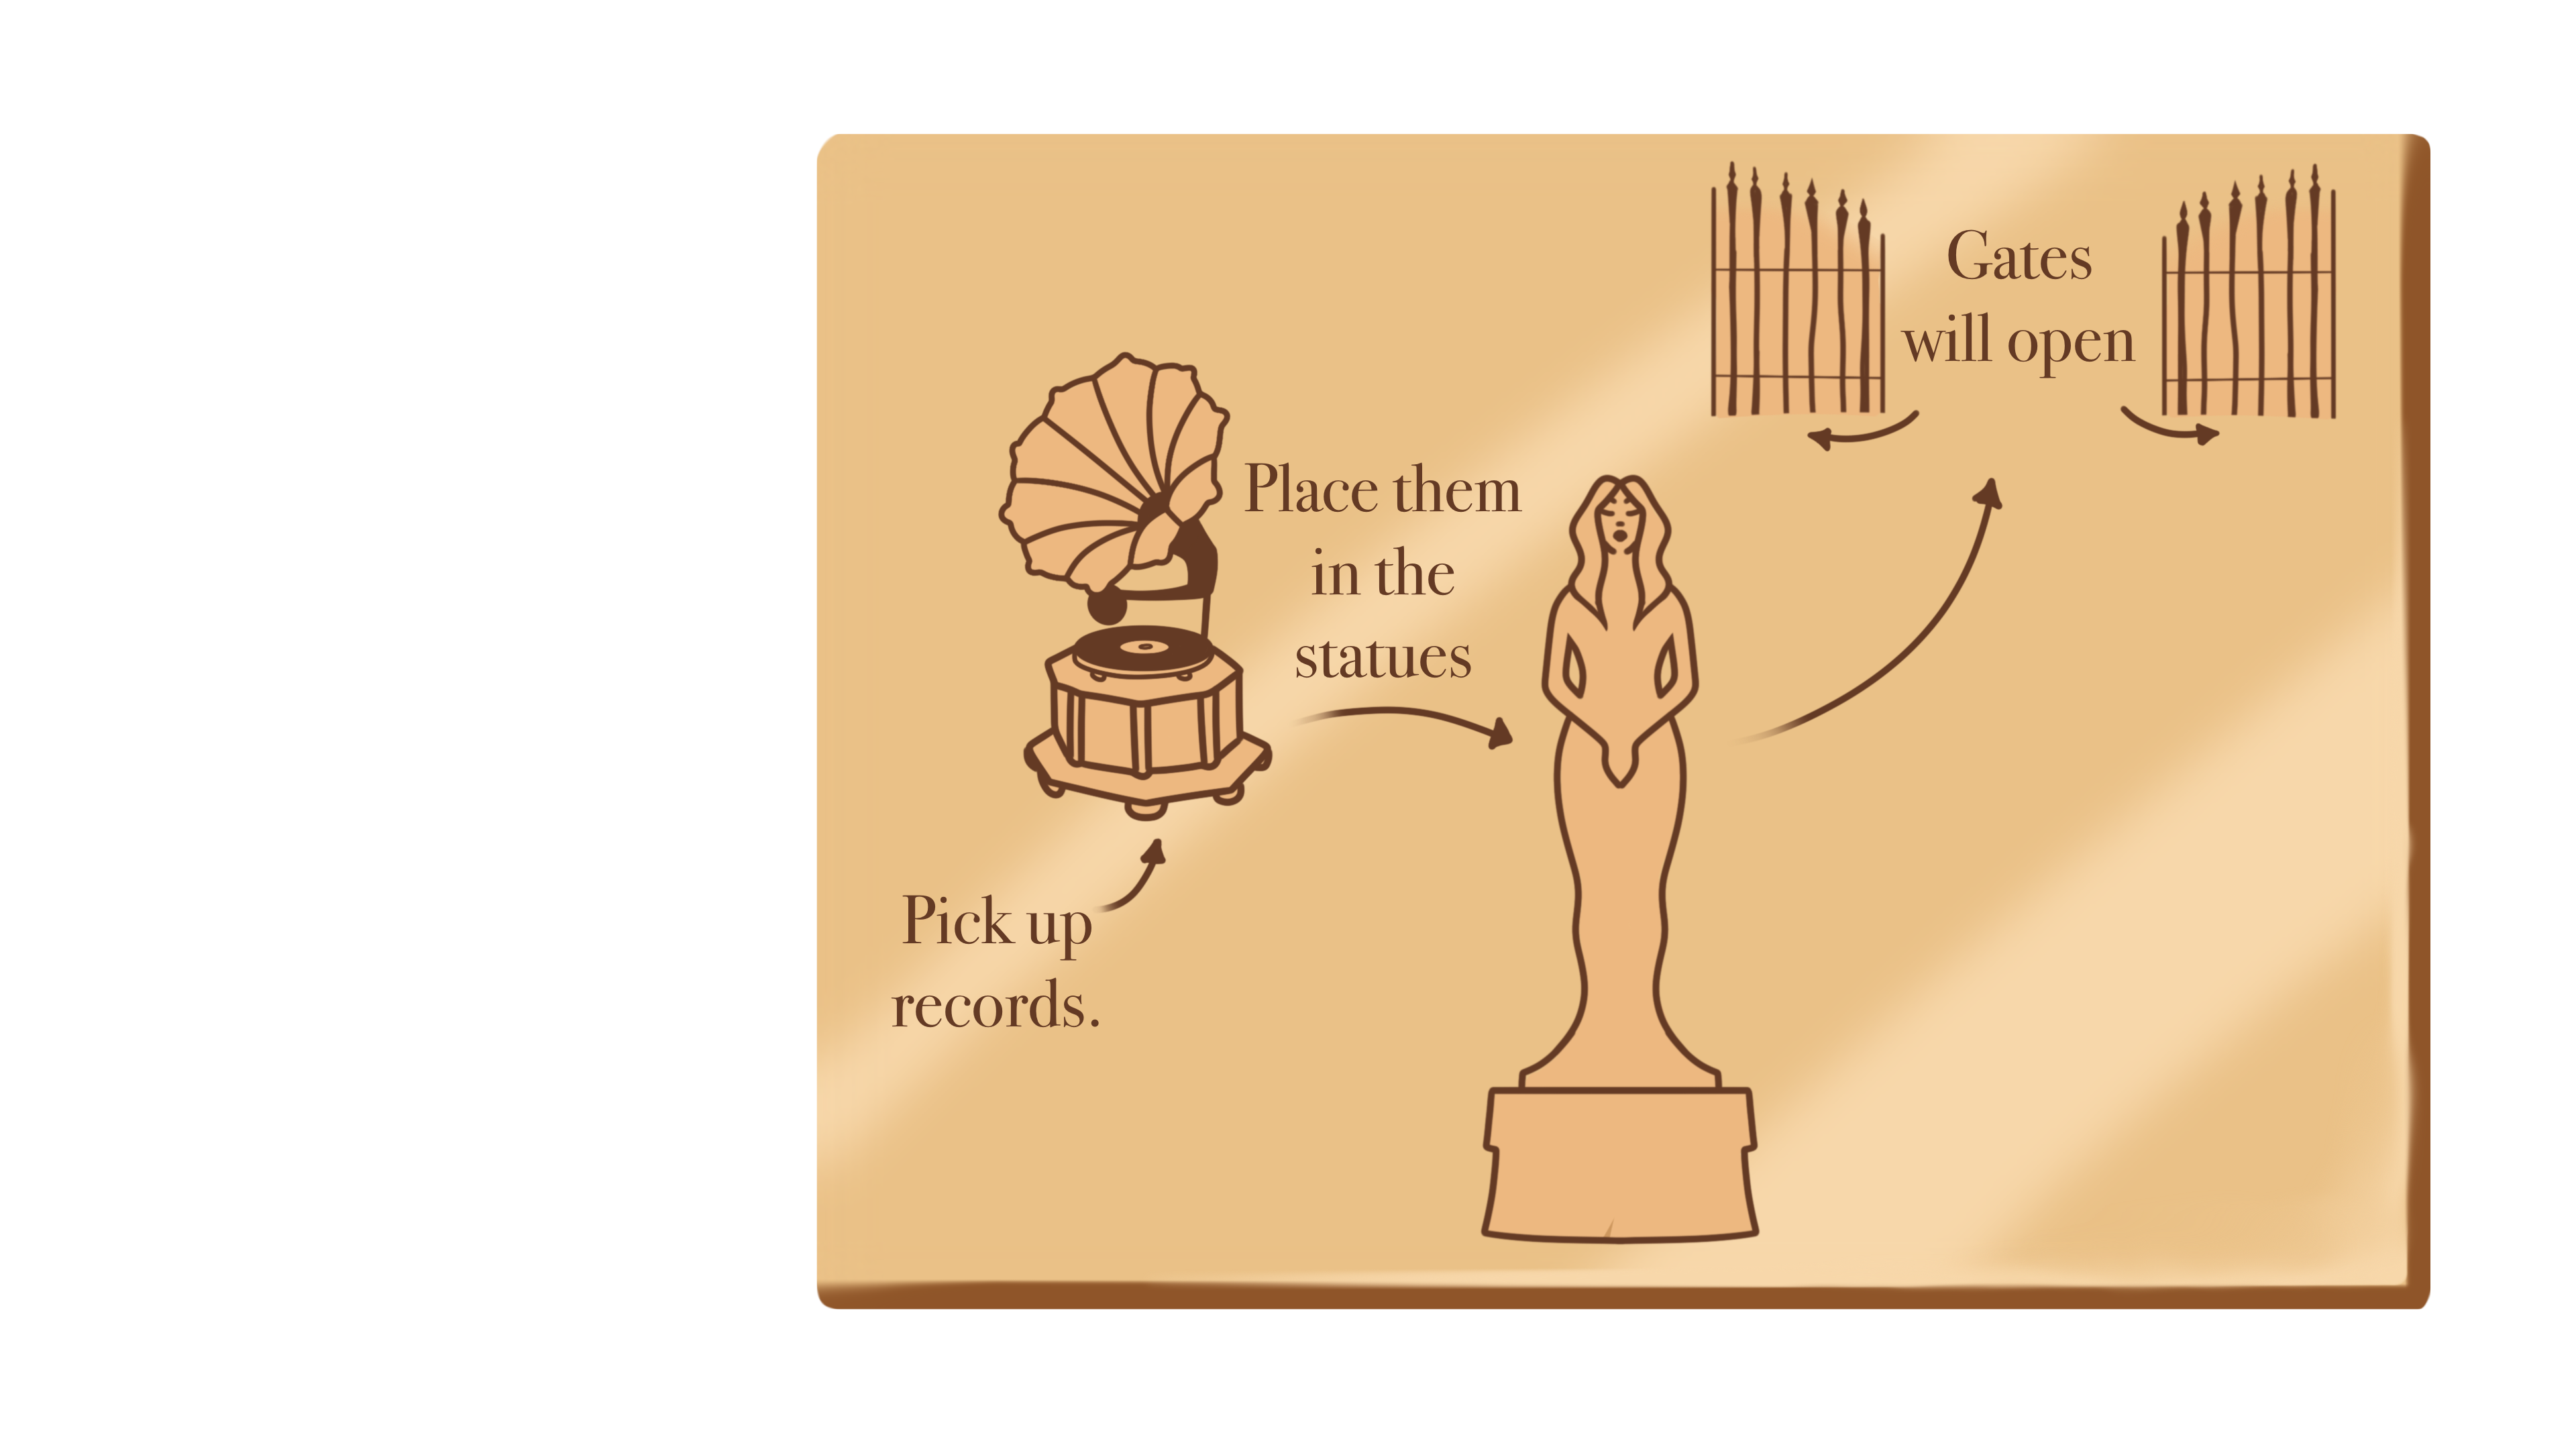 Pick up
records.
Place them
in the
statues
Gates
will open